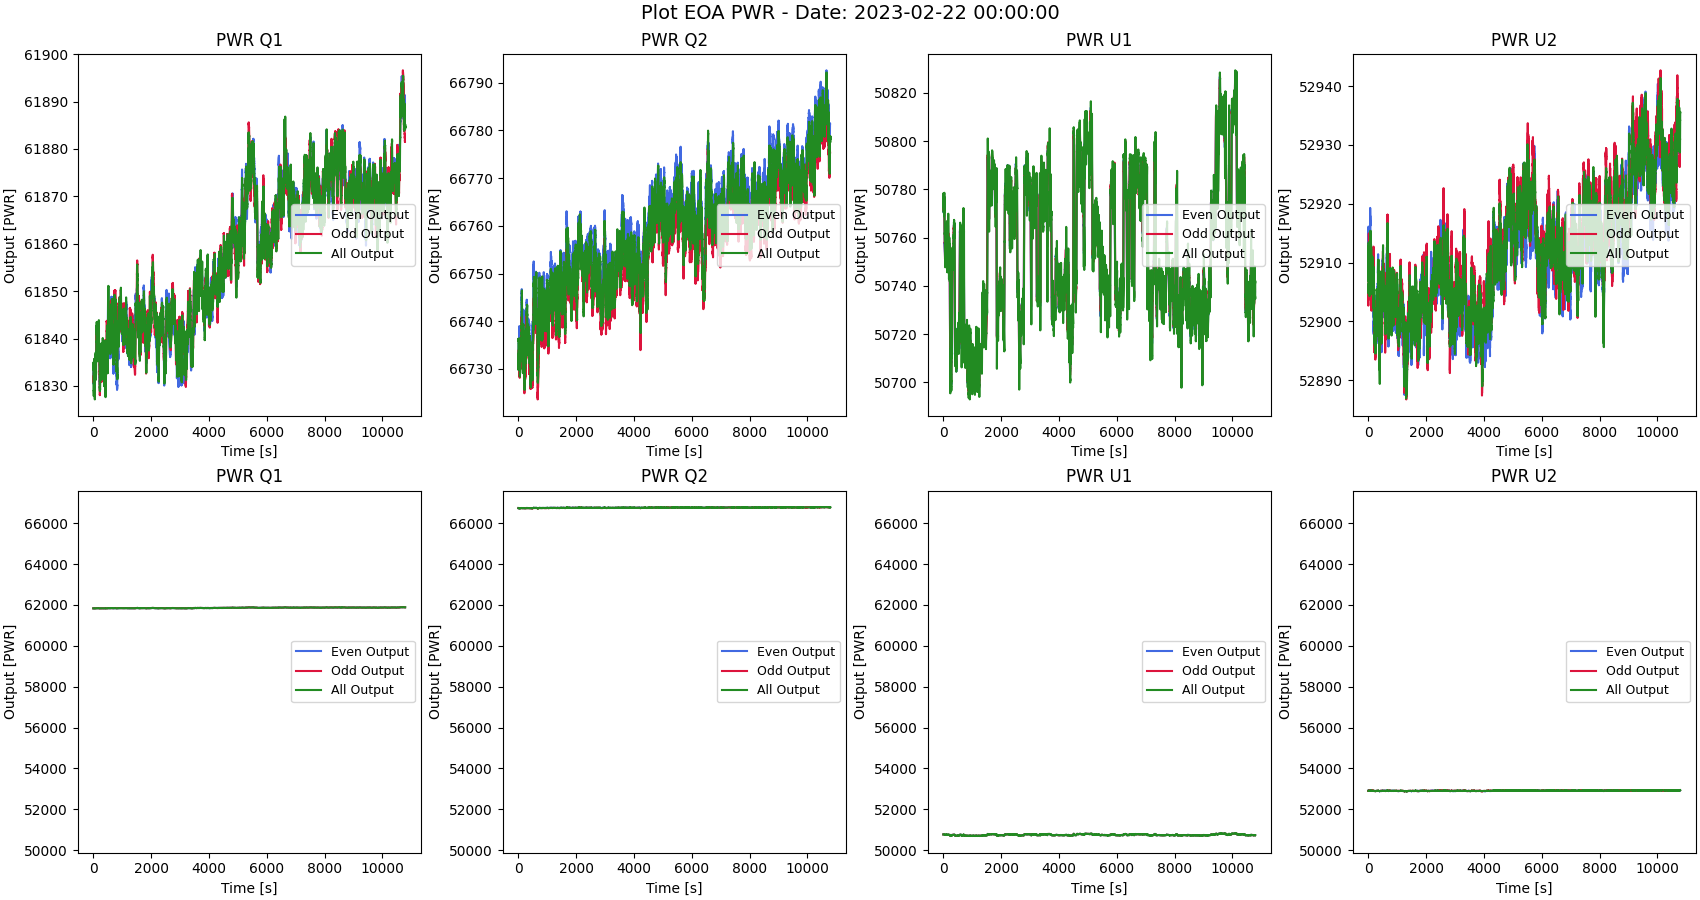 Plot EOA PWR - Date: 2023-02-22 00:00:00
PWR Q1
61900
61890
61880
61870
61860
61850
61840
61830
Output [PWR]
Even Output
Odd Output
All Output
0 2000 4000 6000 8000 10000
Time [s]
PWR Q2
66790
66780
66770
66760
66750
66740
66730
Output [PWR]
Even Output
Odd Output
All Output
0 2000 4000 6000 8000 10000
Time [s]
PWR U1
50820
50800
50780
50760
50740
50720
50700
Output [PWR]
Even Output
Odd Output
All Output
0 2000 4000 6000 8000 10000
Time [s]
PWR U2
52940
52930
52920
52910
52900
52890
Output [PWR]
Even Output
Odd Output
All Output
0 2000 4000 6000 8000 10000
Time [s]
PWR Q1
66000
64000
62000
60000
58000
56000
54000
52000
50000
Output [PWR]
Even Output
Odd Output
All Output
0 2000 4000 6000 8000 10000
Time [s]
PWR Q2
66000
64000
62000
60000
58000
56000
54000
52000
50000
Output [PWR]
Even Output
Odd Output
All Output
0 2000 4000 6000 8000 10000
Time [s]
PWR U1
66000
64000
62000
60000
58000
56000
54000
52000
50000
Output [PWR]
Even Output
Odd Output
All Output
0 2000 4000 6000 8000 10000
Time [s]
PWR U2
66000
64000
62000
60000
58000
56000
54000
52000
50000
Output [PWR]
Even Output
Odd Output
All Output
0 2000 4000 6000 8000 10000
Time [s]